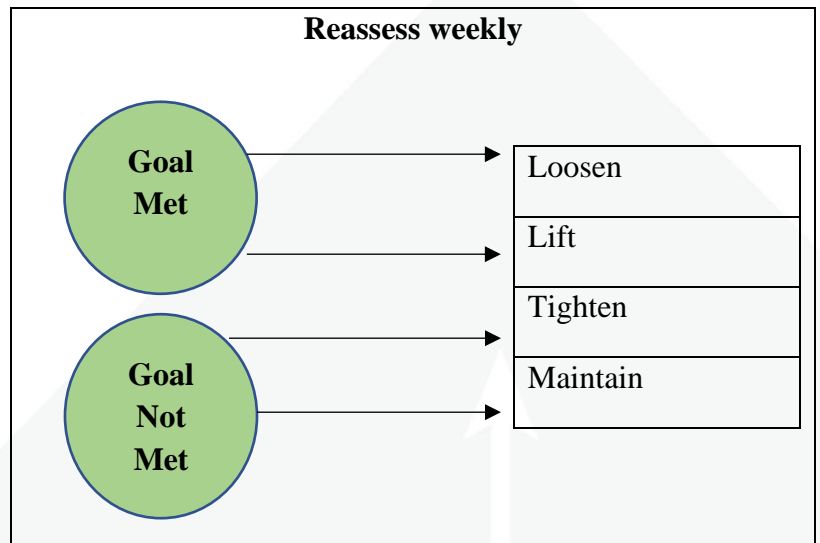 Reassess weekly
Goal
Met
Loosen
Lift
Goal
Not
Met
Tighten
Maintain